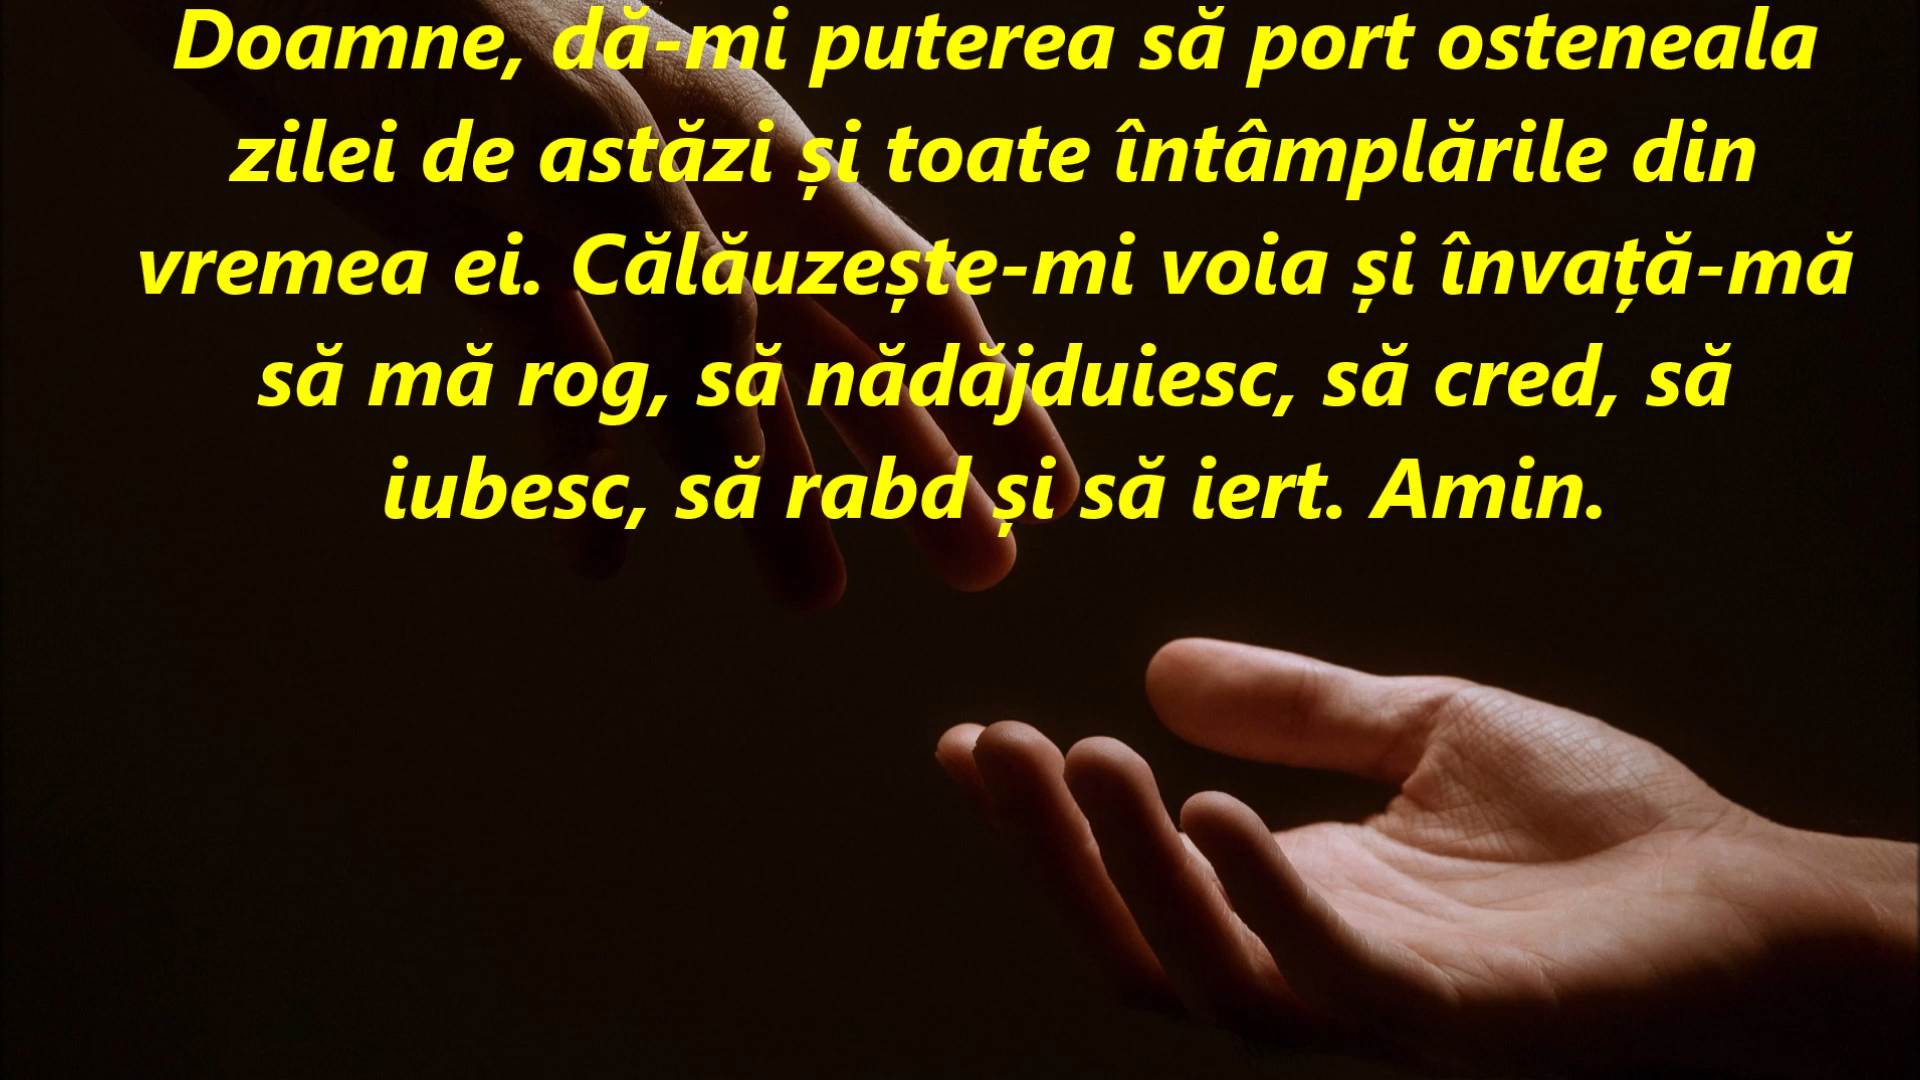 Doamne, dă-mi puterea să port osteneala
zilei de astăzi și toate întâmplările din
vremea ei. Călăuzește-mi voia și învață-mă
să mă rog, să nădăjduiesc, să cred, să
iubesc, să rabd și să iert. Amin.